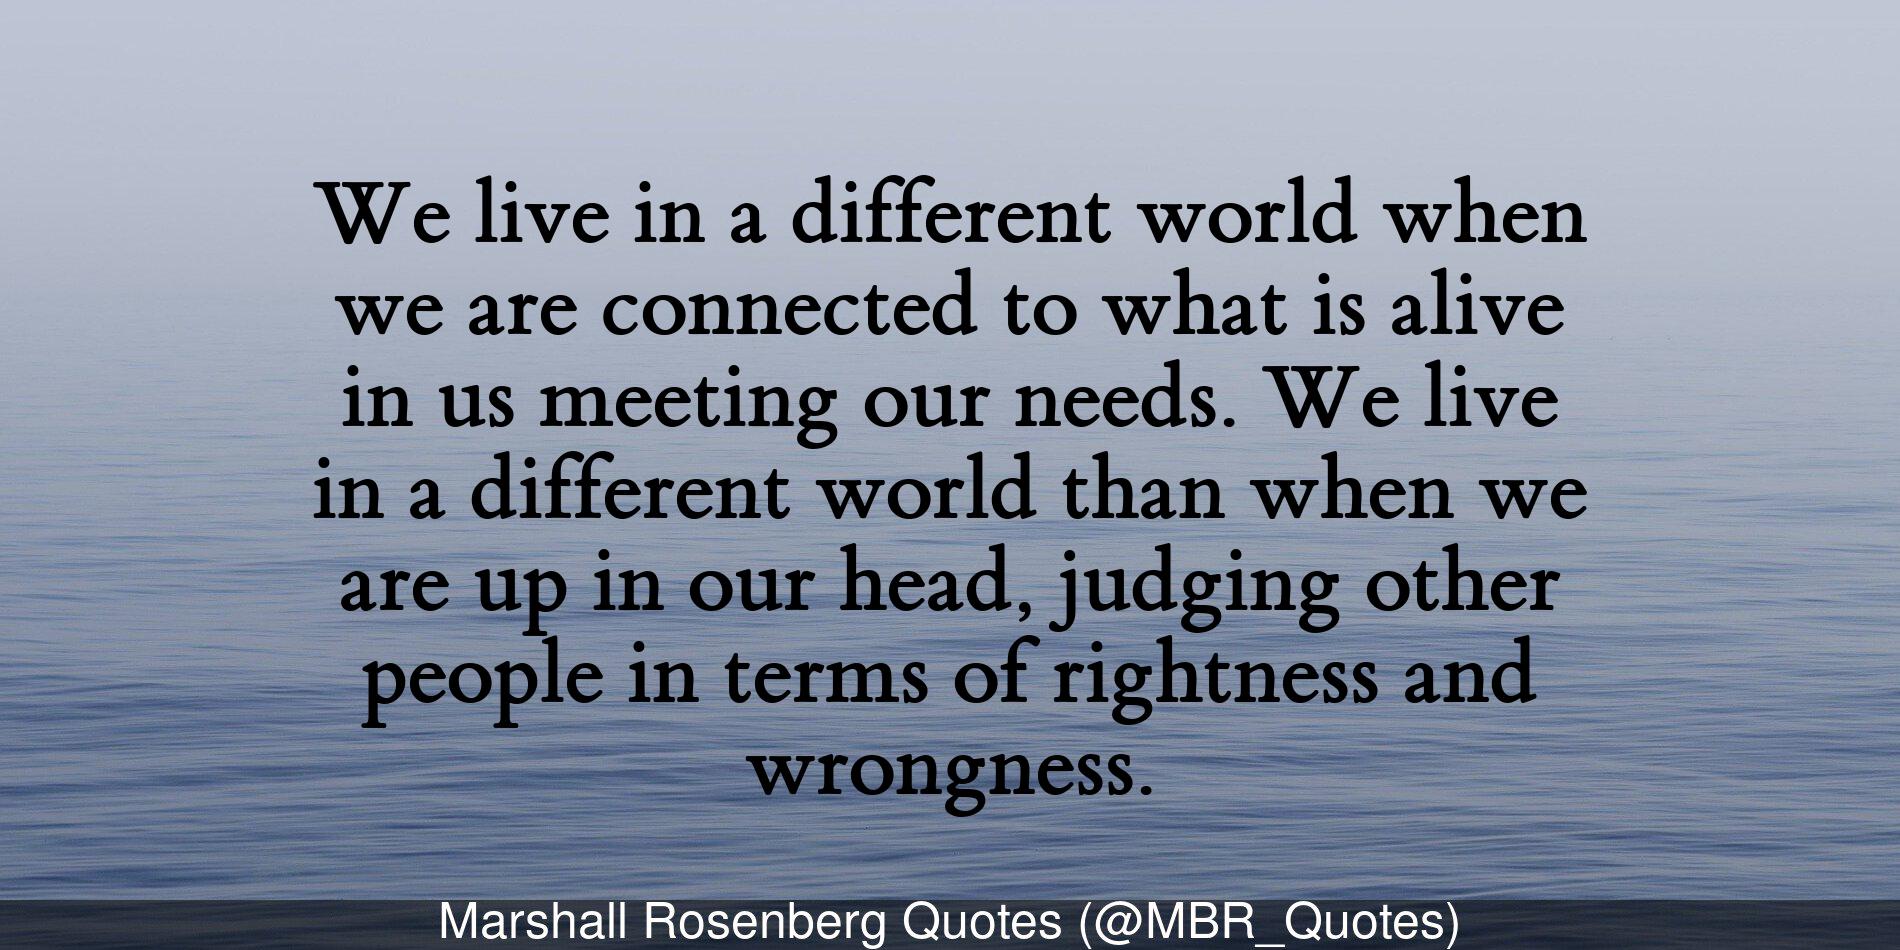 We live in a different world when
we are connected to what is alive
in us meeting our needs. We live
in a different world than when we
are up in our head, judging other
people in terms of rightness and
wrongness.
Marshall Rosenberg Quotes (@MBR_Quotes)